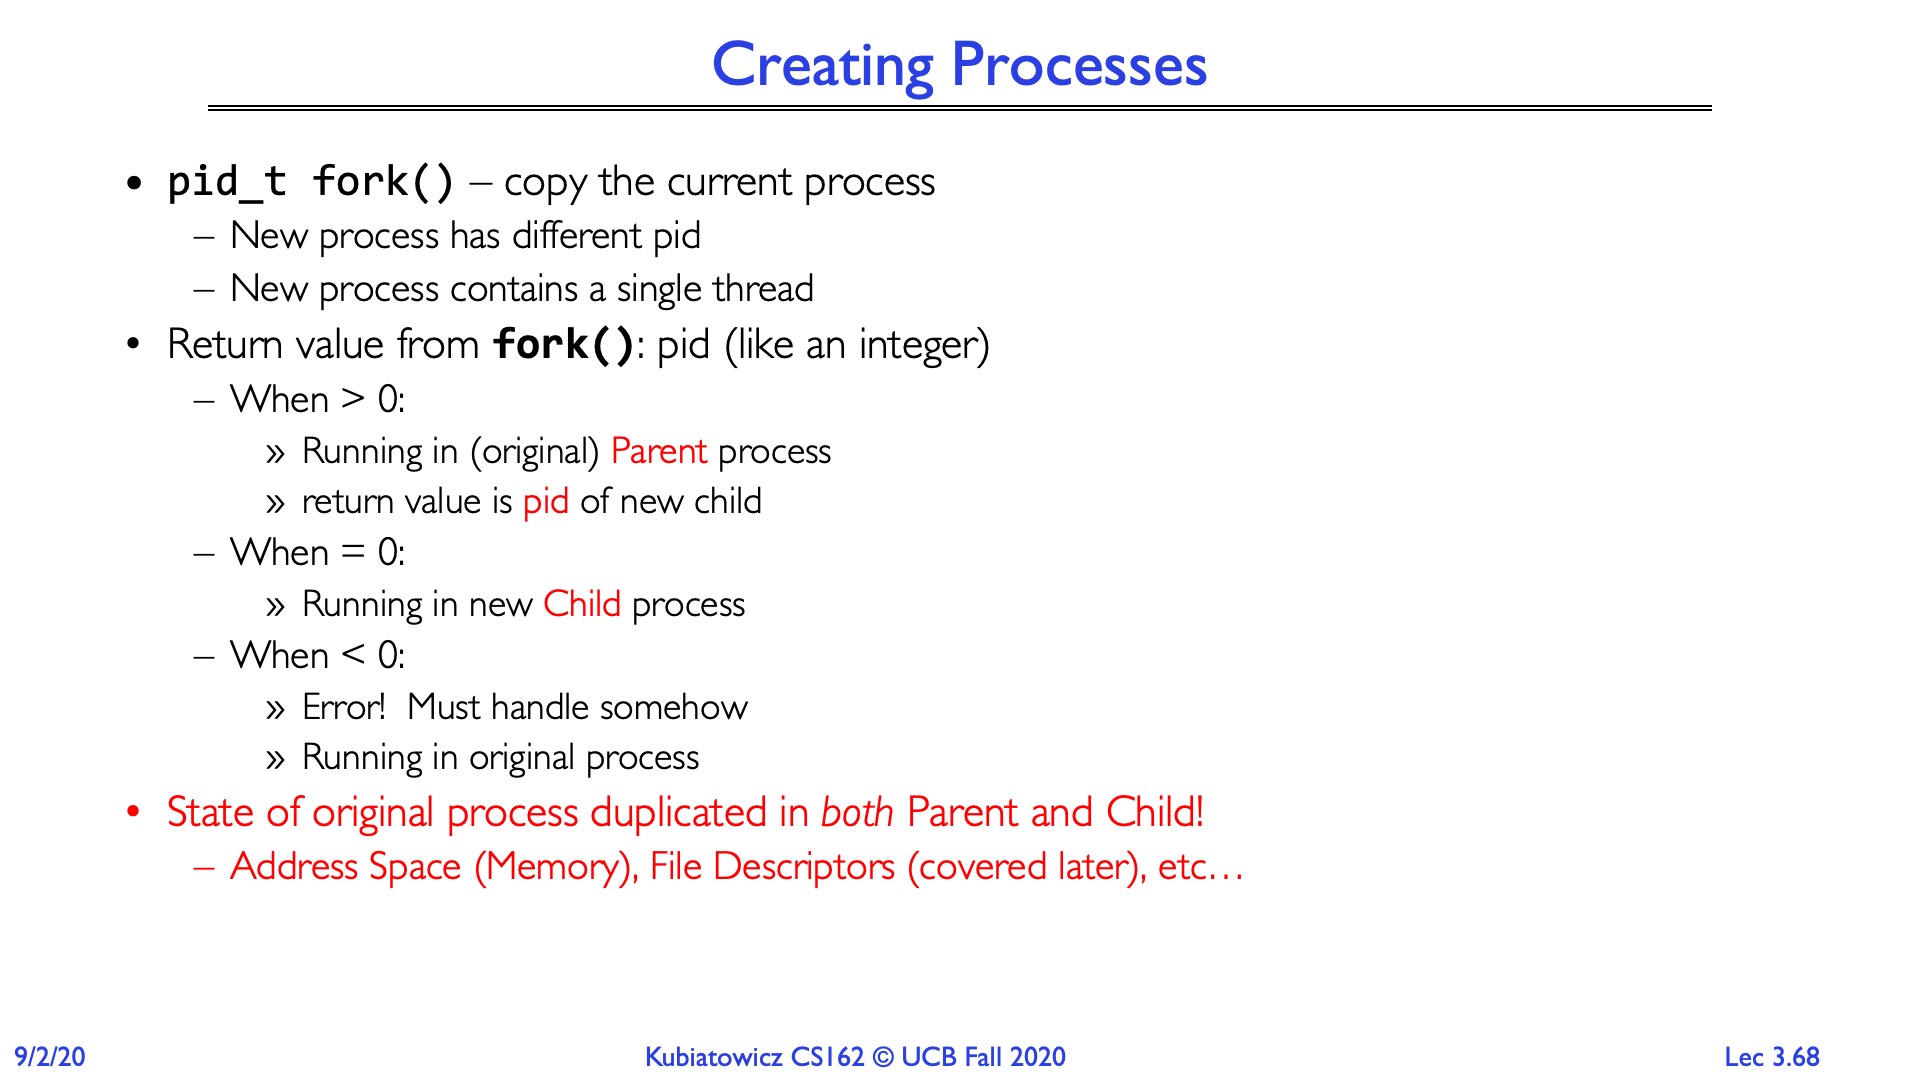 Creating Processes
• pid_t fork() – copy the current process
– New process has different pid
– New process contains a single thread
• Return value from fork(): pid (like an integer)
– When > 0:
» Running in (original) Parent process
» return value is pid of new child
– When = 0:
» Running in new Child process
– When < 0:
» Error!  Must handle somehow
» Running in original process
• State of original process duplicated in both Parent and Child!
– Address Space (Memory), File Descriptors (covered later), etc…
9/2/20
Kubiatowicz CS162 © UCB Fall 2020
Lec 3.68